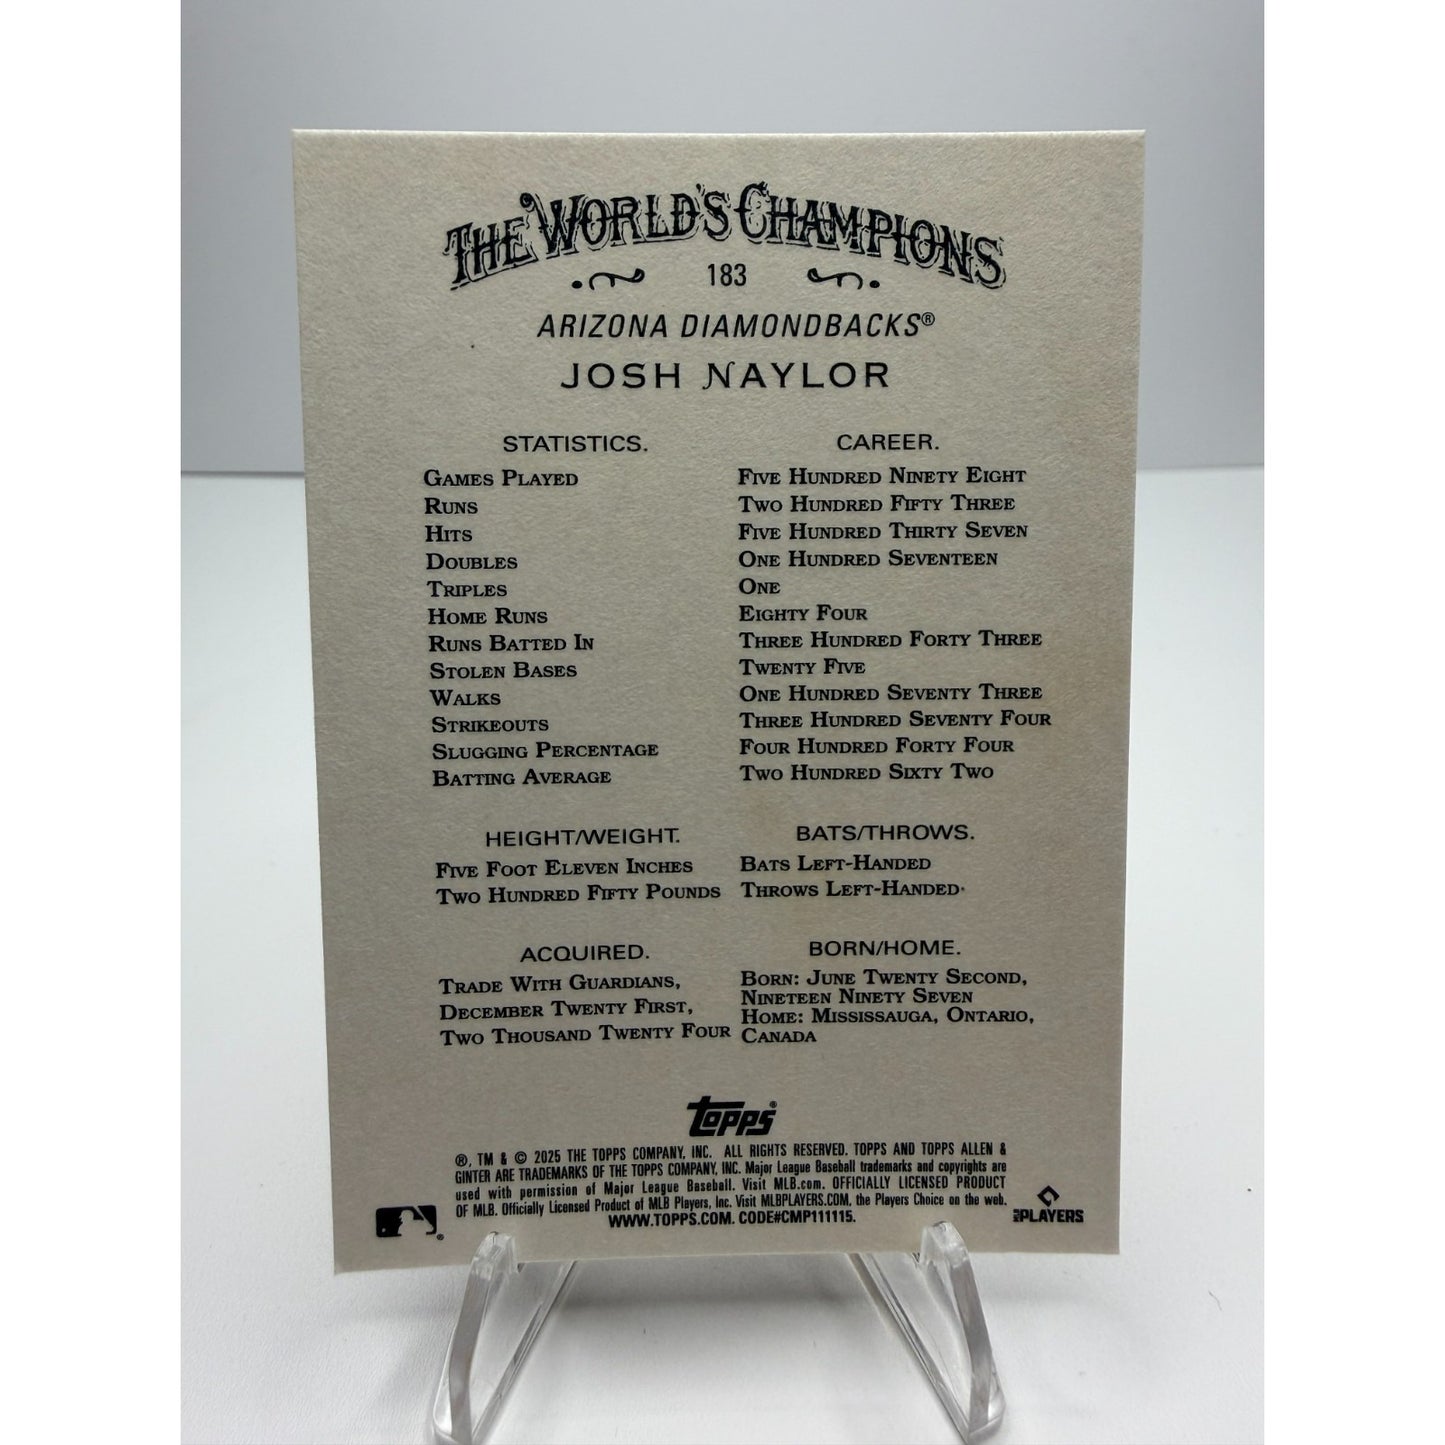 THE WORLD'S CHAMPIONS
183
ARIZONA DIAMONDBACKS®
JOSH NAYLOR
STATISTICS. CAREER.
GAMES PLAYED FIVE HUNDRED NINETY EIGHT
RUNS TWO HUNDRED FIFTY THREE
HITS FIVE HUNDRED THIRTY SEVEN
DOUBLES ONE HUNDRED SEVENTEEN
TRIPLES ONE
HOME RUNS EIGHTY FOUR
RUNS BATTED IN THREE HUNDRED FORTY THREE
STOLEN BASES TWENTY FIVE
WALKS ONE HUNDRED SEVENTY THREE
STRIKEOUTS THREE HUNDRED SEVENTY FOUR
SLUGGING PERCENTAGE FOUR HUNDRED FORTY FOUR
BATTING AVERAGE TWO HUNDRED SIXTY TWO
HEIGHT/WEIGHT.
FIVE FOOT ELEVEN INCHES
TWO HUNDRED FIFTY POUNDS
BATS/THROWS.
BATS LEFT-HANDED
THROWS LEFT-HANDED
ACQUIRED.
TRADE WITH GUARDIANS,
DECEMBER TWENTY FIRST,
TWO THOUSAND TWENTY FOUR
BORN/HOME.
BORN: JUNE TWENTY SECOND,
NINETEEN NINETY SEVEN
HOME: MISSISSAUGA, ONTARIO,
CANADA
topps®
®, TM & © 2025 THE TOPPS COMPANY, INC. ALL RIGHTS RESERVED. TOPPS AND TOPPS ALLEN &
GINTER ARE TRADEMARKS OF THE TOPPS COMPANY, INC. Major League Baseball trademarks and copyrights are
used with permission of Major League Baseball. Visit MLB.com. OFFICIALLY LICENSED PRODUCT
OF MLB. Officially Licensed Product of MLB Players, Inc. Visit MLBPLAYERS.COM, the Players Choice on the web.
WWW.TOPPS.COM. CODE#CMP111115.
®
MLB PLAYERS